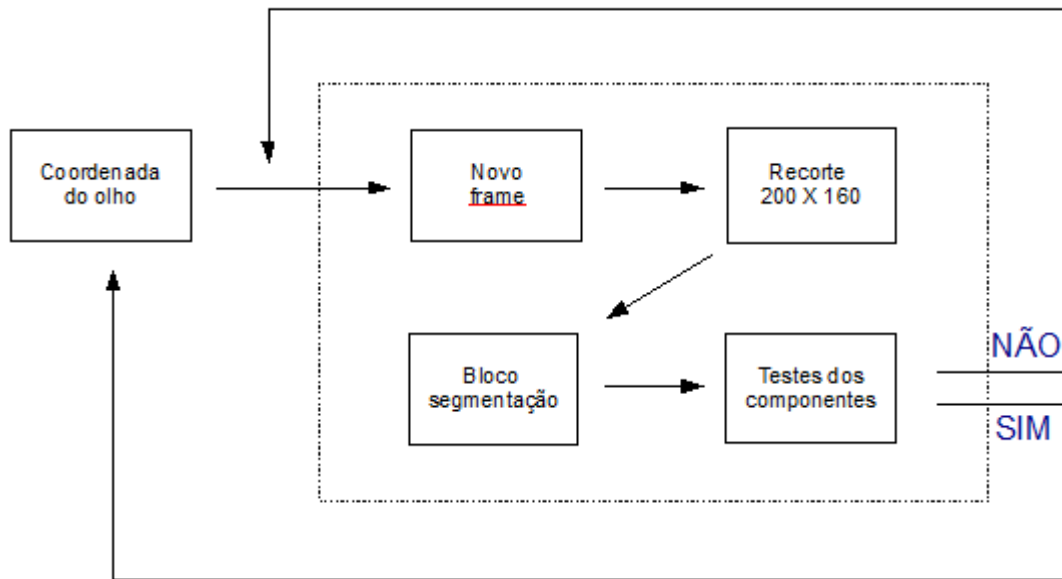 Coordenada
do olho
Novo
frame
Recorte
200 X 160
Bloco
segmentação
Testes dos
componentes
NÃO
SIM